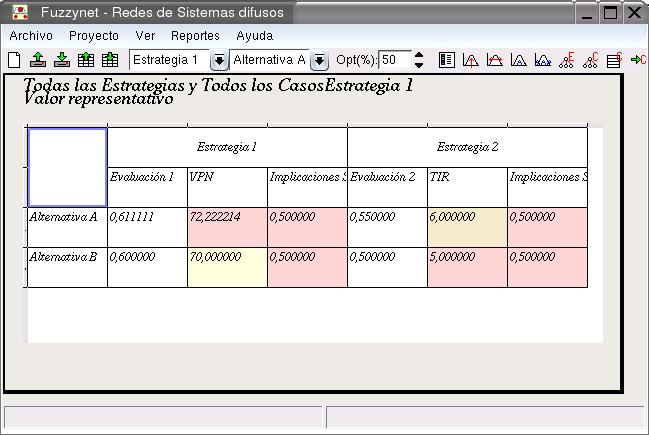 Fuzzynet - Redes de Sistemas difusos
Archivo Proyecto Ver Reportes Ayuda
Estrategia 1 Alternativa A Opt(%): 50
Todas las Estrategias y Todos los CasosEstrategia 1
Valor representativo
Estrategia 1 Estrategia 2
Evaluación 1 VPN Implicaciones S Evaluación 2 TIR Implicaciones S
Alternativa A 0,611111 72,222214 0,500000 0,550000 6,000000 0,500000
Alternativa B 0,600000 70,000000 0,500000 0,500000 5,000000 0,500000